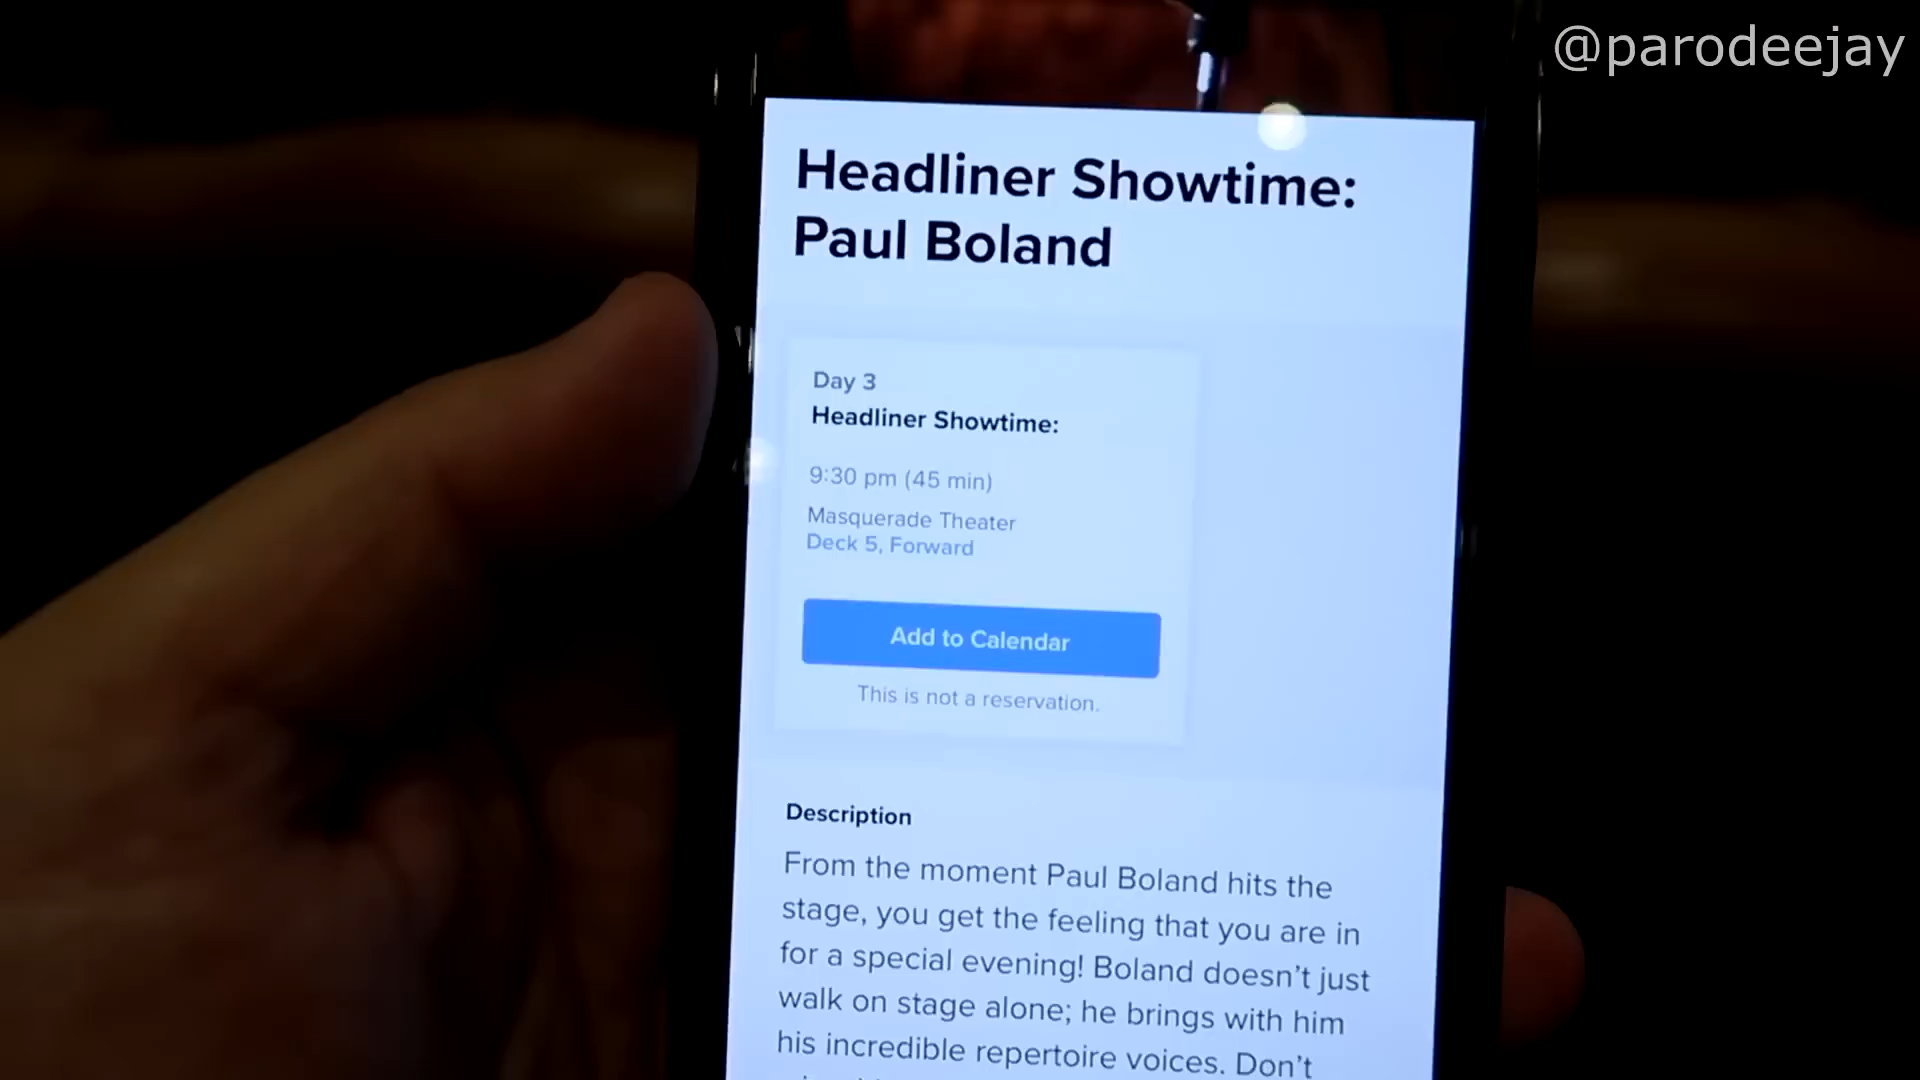 @parodeejay
Headliner Showtime:
Paul Boland
Day 3
Headliner Showtime:
9:30 pm (45 min)
Masquerade Theater
Deck 5, Forward
Add to Calendar
This is not a reservation.
Description
From the moment Paul Boland hits the
stage, you get the feeling that you are in
for a special evening! Boland doesn't just
walk on stage alone; he brings with him
his incredible repertoire voices. Don't